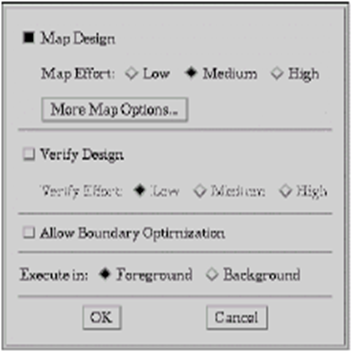 Map Design
Map Effort: Low Medium High
More Map Options...
Verify Design
Verify Effort: Low Medium High
Allow Boundary Optimization
Execute in: Foreground Background
OK Cancel